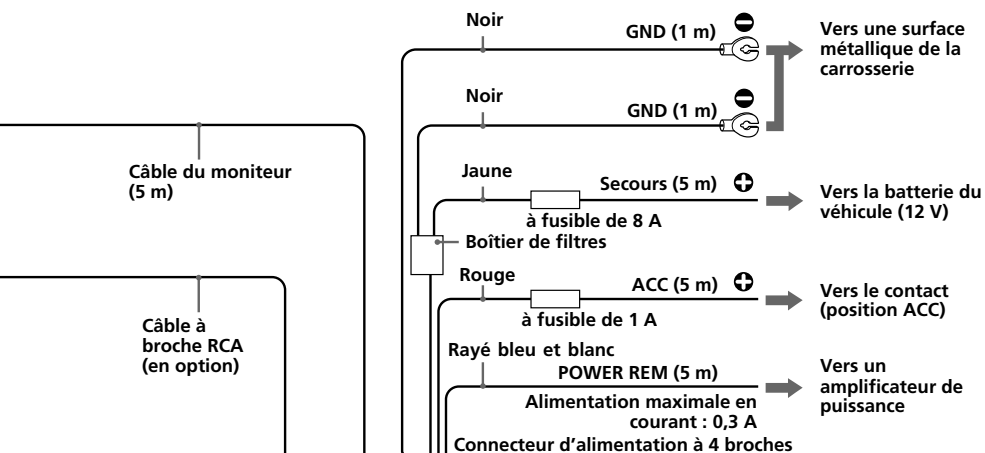 Noir
GND (1 m)
Vers une surface
métallique de la
carrosserie
Noir
GND (1 m)
Câble du moniteur
(5 m)
Jaune
Secours (5 m)
à fusible de 8 A
Vers la batterie du
véhicule (12 V)
Boîtier de filtres
Rouge
ACC (5 m)
à fusible de 1 A
Vers le contact
(position ACC)
Câble à
broche RCA
(en option)
Rayé bleu et blanc
POWER REM (5 m)
Vers un
amplificateur de
puissance
Alimentation maximale en
courant : 0,3 A
Connecteur d’alimentation à 4 broches